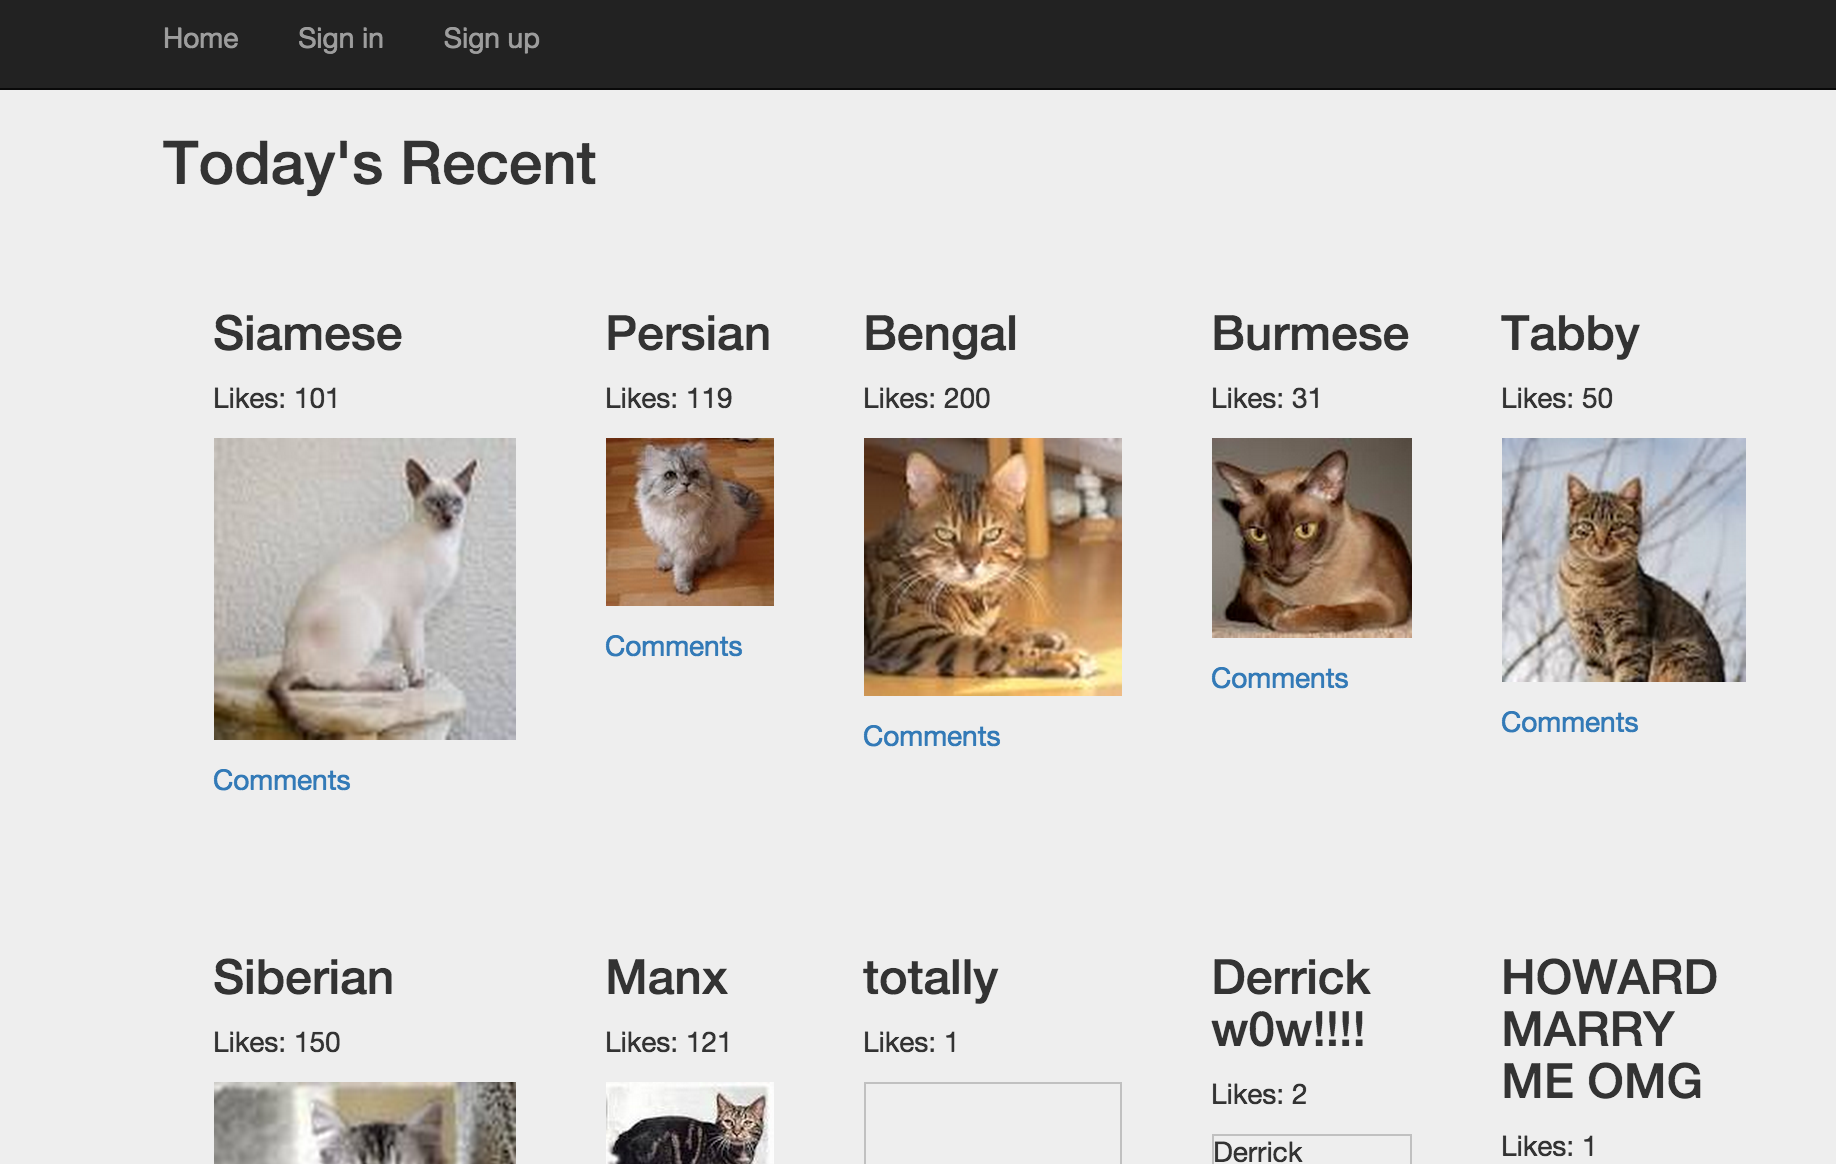 Home Sign in Sign up
Today's Recent
Siamese
Likes: 101
Comments
Persian
Likes: 119
Comments
Bengal
Likes: 200
Comments
Burmese
Likes: 31
Comments
Tabby
Likes: 50
Comments
Siberian
Likes: 150
Manx
Likes: 121
totally
Likes: 1
Derrick
w0w!!!!
Likes: 2
Derrick
HOWARD
MARRY
ME OMG
Likes: 1